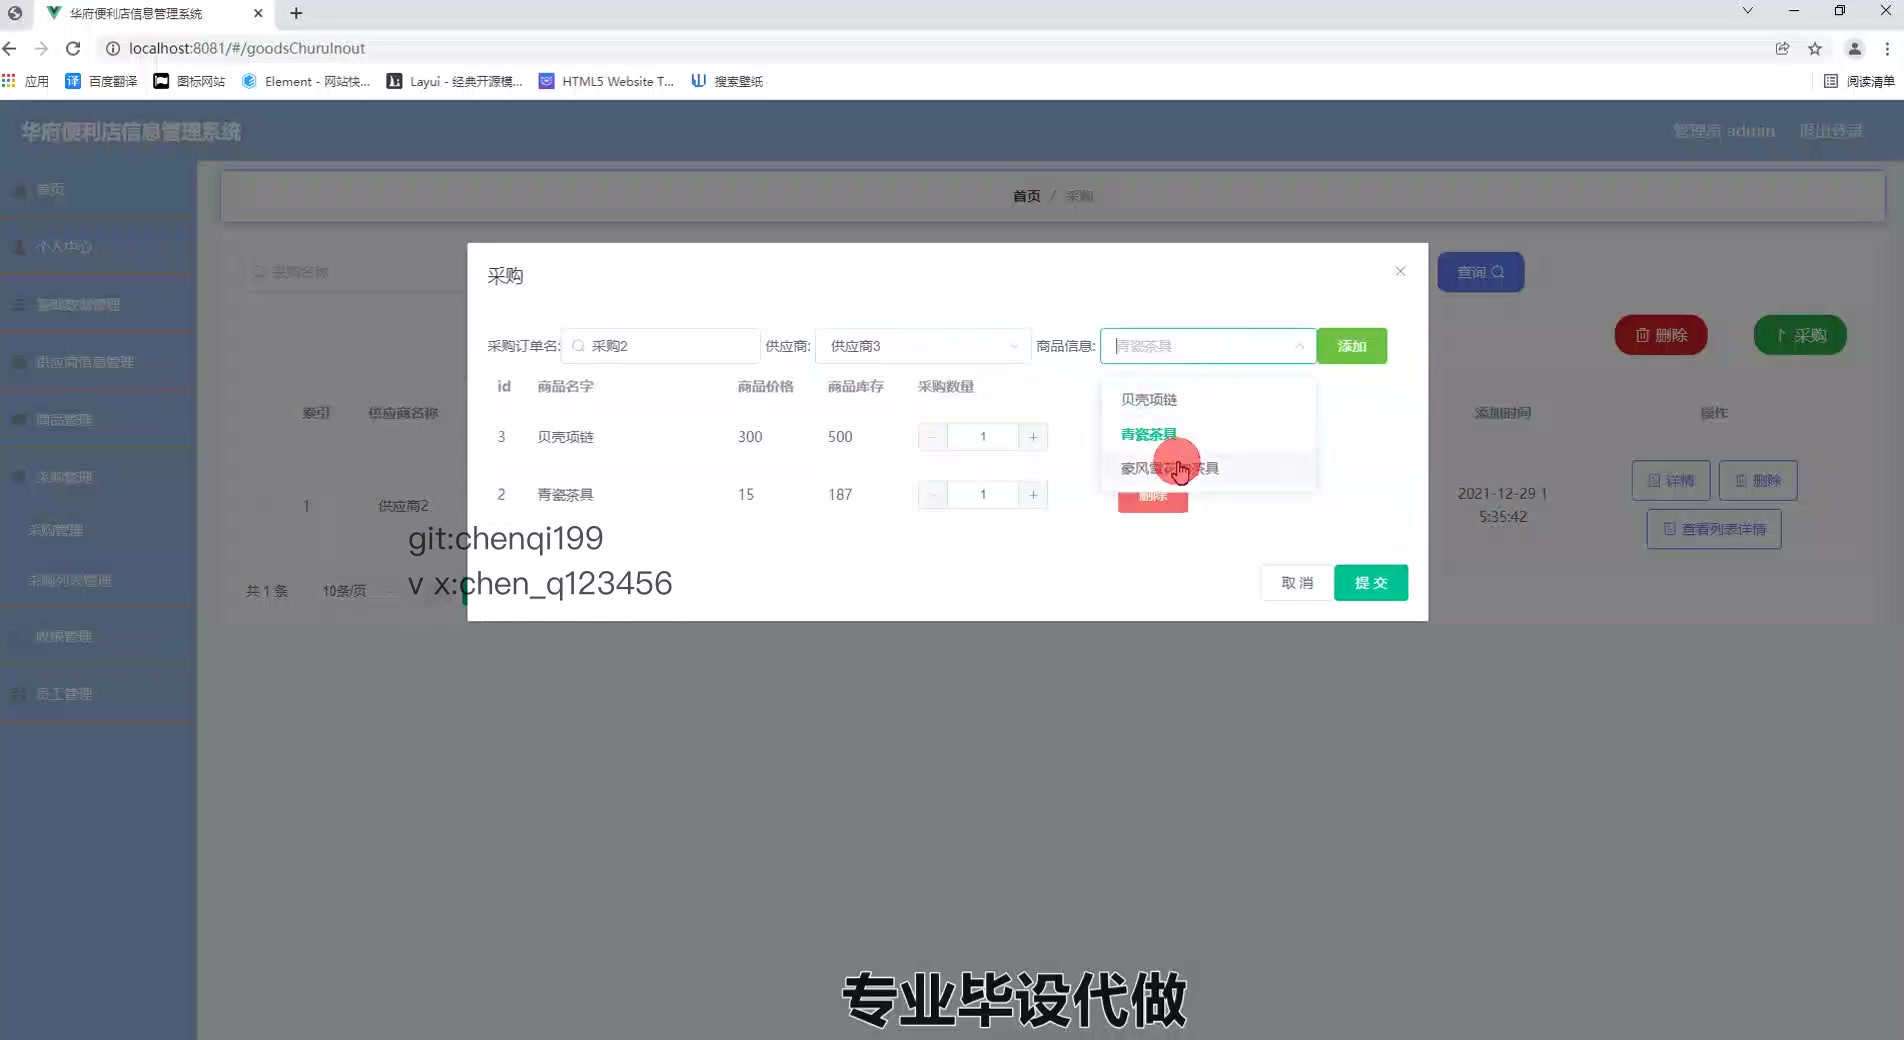 华府便利店信息管理系统
localhost:8081/#/goodsChuruInout
应用
百度翻译
图标网站
Element - 网站快...
Layui - 经典开源模...
HTML5 Website T...
搜索壁纸
阅读清单
华府便利店信息管理系统
管理员 admin
退出登录
首页
个人中心
基础数据管理
供应商信息管理
商品管理
采购管理
采购管理
采购列表管理
收银管理
员工管理
首页 / 采购
采购名称
查询
删除
采购
索引
供应商名称
添加时间
操作
1
供应商2
2021-12-29 1
5:35:42
详情
删除
查看列表详情
共 1 条
10条/页
采购
采购订单名:
采购2
供应商:
供应商3
商品信息:
青瓷茶具
添加
id 商品名字 商品价格 商品库存 采购数量
3 贝壳项链 300 500 - 1 +
2 青瓷茶具 15 187 - 1 +
删除
贝壳项链
青瓷茶具
取 消
提 交
git:chenqi199
v x:chen_q123456
专业毕设代做